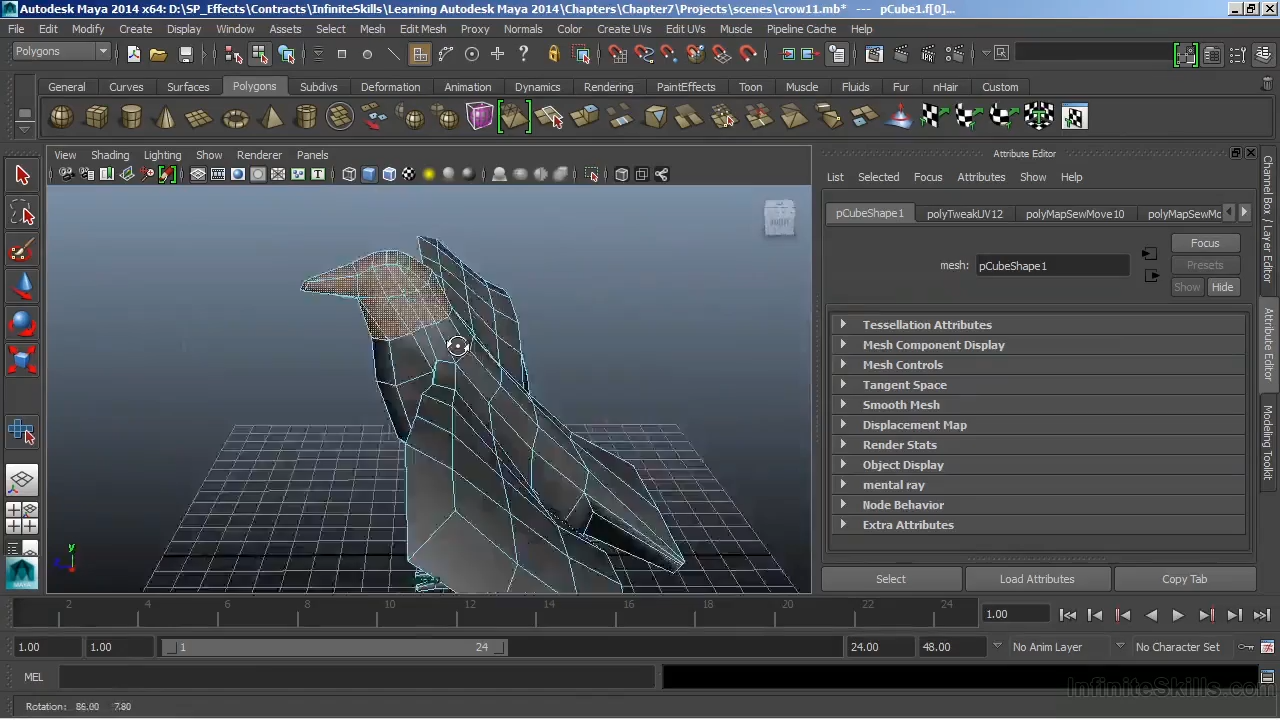 Autodesk Maya 2014 x64: D:\SP_Effects\Contracts\InfiniteSkills\Learning Autodesk Maya 2014\Chapters\Chapter7\Projects\scenes\crow11.mb* --- pCube1.f[0]...
File Edit Modify Create Display Window Assets Select Mesh Edit Mesh Proxy Normals Color Create UVs Edit UVs Muscle Pipeline Cache Help
Polygons
General Curves Surfaces Polygons Subdivs Deformation Animation Dynamics Rendering PaintEffects Toon Muscle Fluids Fur nHair Custom
View Shading Lighting Show Renderer Panels
Attribute Editor
List Selected Focus Attributes Show Help
pCubeShape1 polyTweakUV12 polyMapSewMove10 polyMapSewMo
Focus
mesh: pCubeShape1
Presets
Show Hide
Tessellation Attributes
Mesh Component Display
Mesh Controls
Tangent Space
Smooth Mesh
Displacement Map
Render Stats
Object Display
mental ray
Node Behavior
Extra Attributes
Select Load Attributes Copy Tab
Channel Box / Layer Editor
Attribute Editor
Modeling Toolkit
y
2 4 6 8 10 12 14 16 18 20 22 24
1.00
1.00 1.00 1 24 24.00 48.00 No Anim Layer No Character Set
MEL
InfiniteSkills.com
Rotation: 86.00 7.80